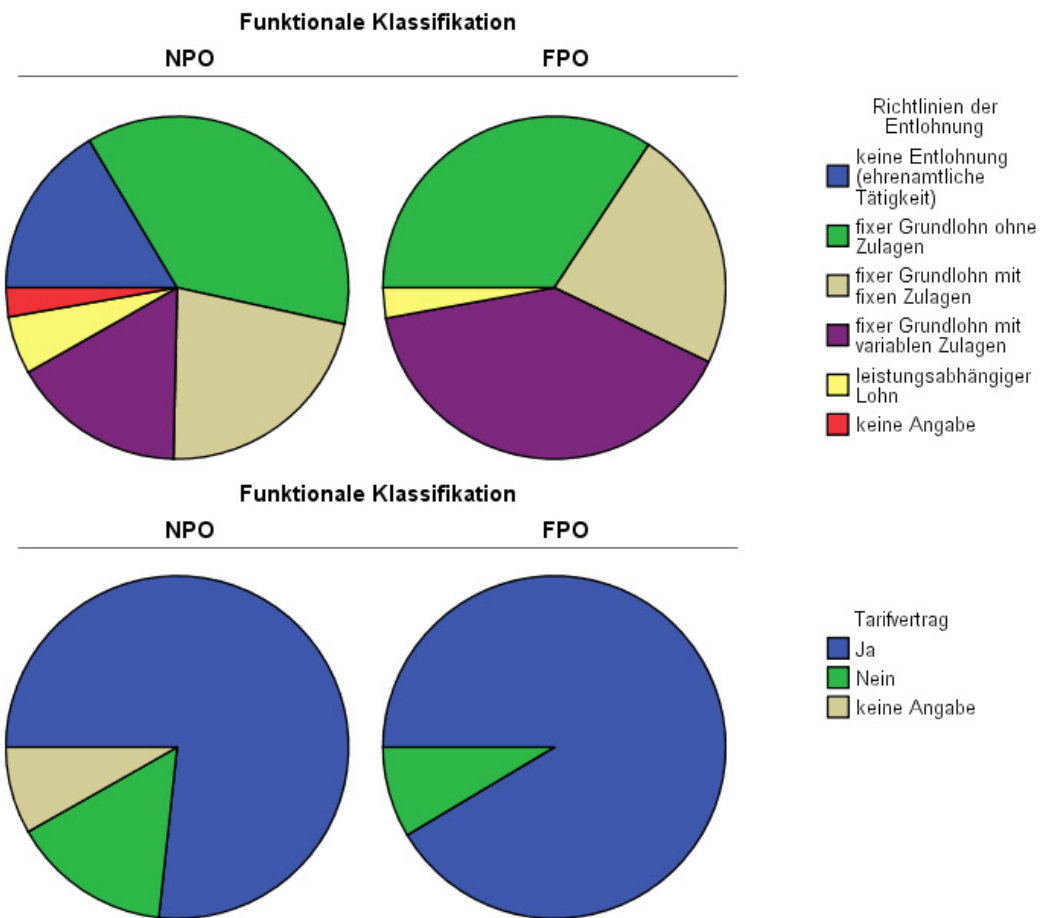 Funktionale Klassifikation
NPO
FPO
Richtlinien der
Entlohnung
keine Entlohnung
(ehrenamtliche
Tätigkeit)
fixer Grundlohn ohne
Zulagen
fixer Grundlohn mit
fixen Zulagen
fixer Grundlohn mit
variablen Zulagen
leistungsabhängiger
Lohn
keine Angabe
Funktionale Klassifikation
NPO
FPO
Tarifvertrag
Ja
Nein
keine Angabe